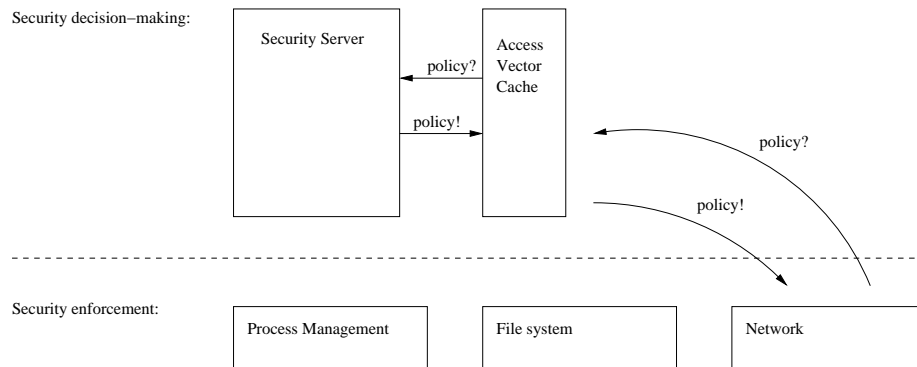 Security decision−making:
Security Server
Access
Vector
Cache
policy?
policy!
policy?
policy!
Security enforcement:
Process Management
File system
Network